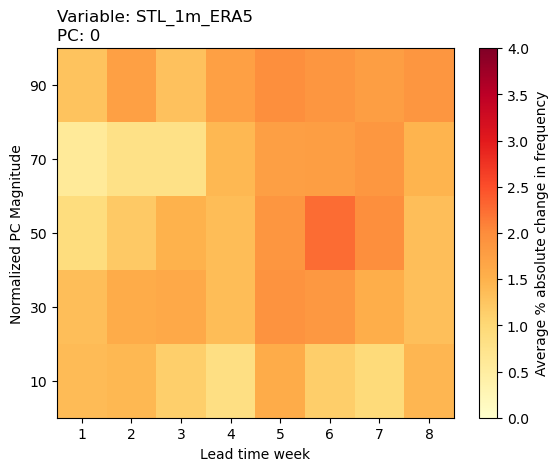 Variable: STL_1m_ERA5
PC: 0
Normalized PC Magnitude
90
70
50
30
10
1 2 3 4 5 6 7 8
Lead time week
4.0
3.5
3.0
2.5
2.0
1.5
1.0
0.5
0.0
Average % absolute change in frequency